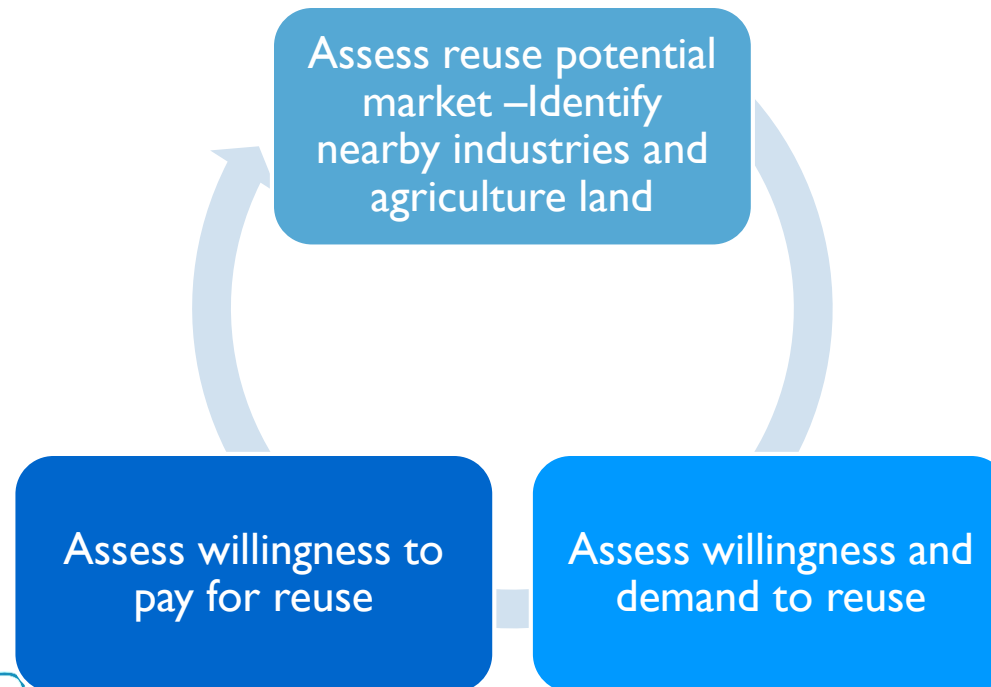 Assess reuse potential
market –Identify
nearby industries and
agriculture land
Assess willingness to
pay for reuse
Assess willingness and
demand to reuse